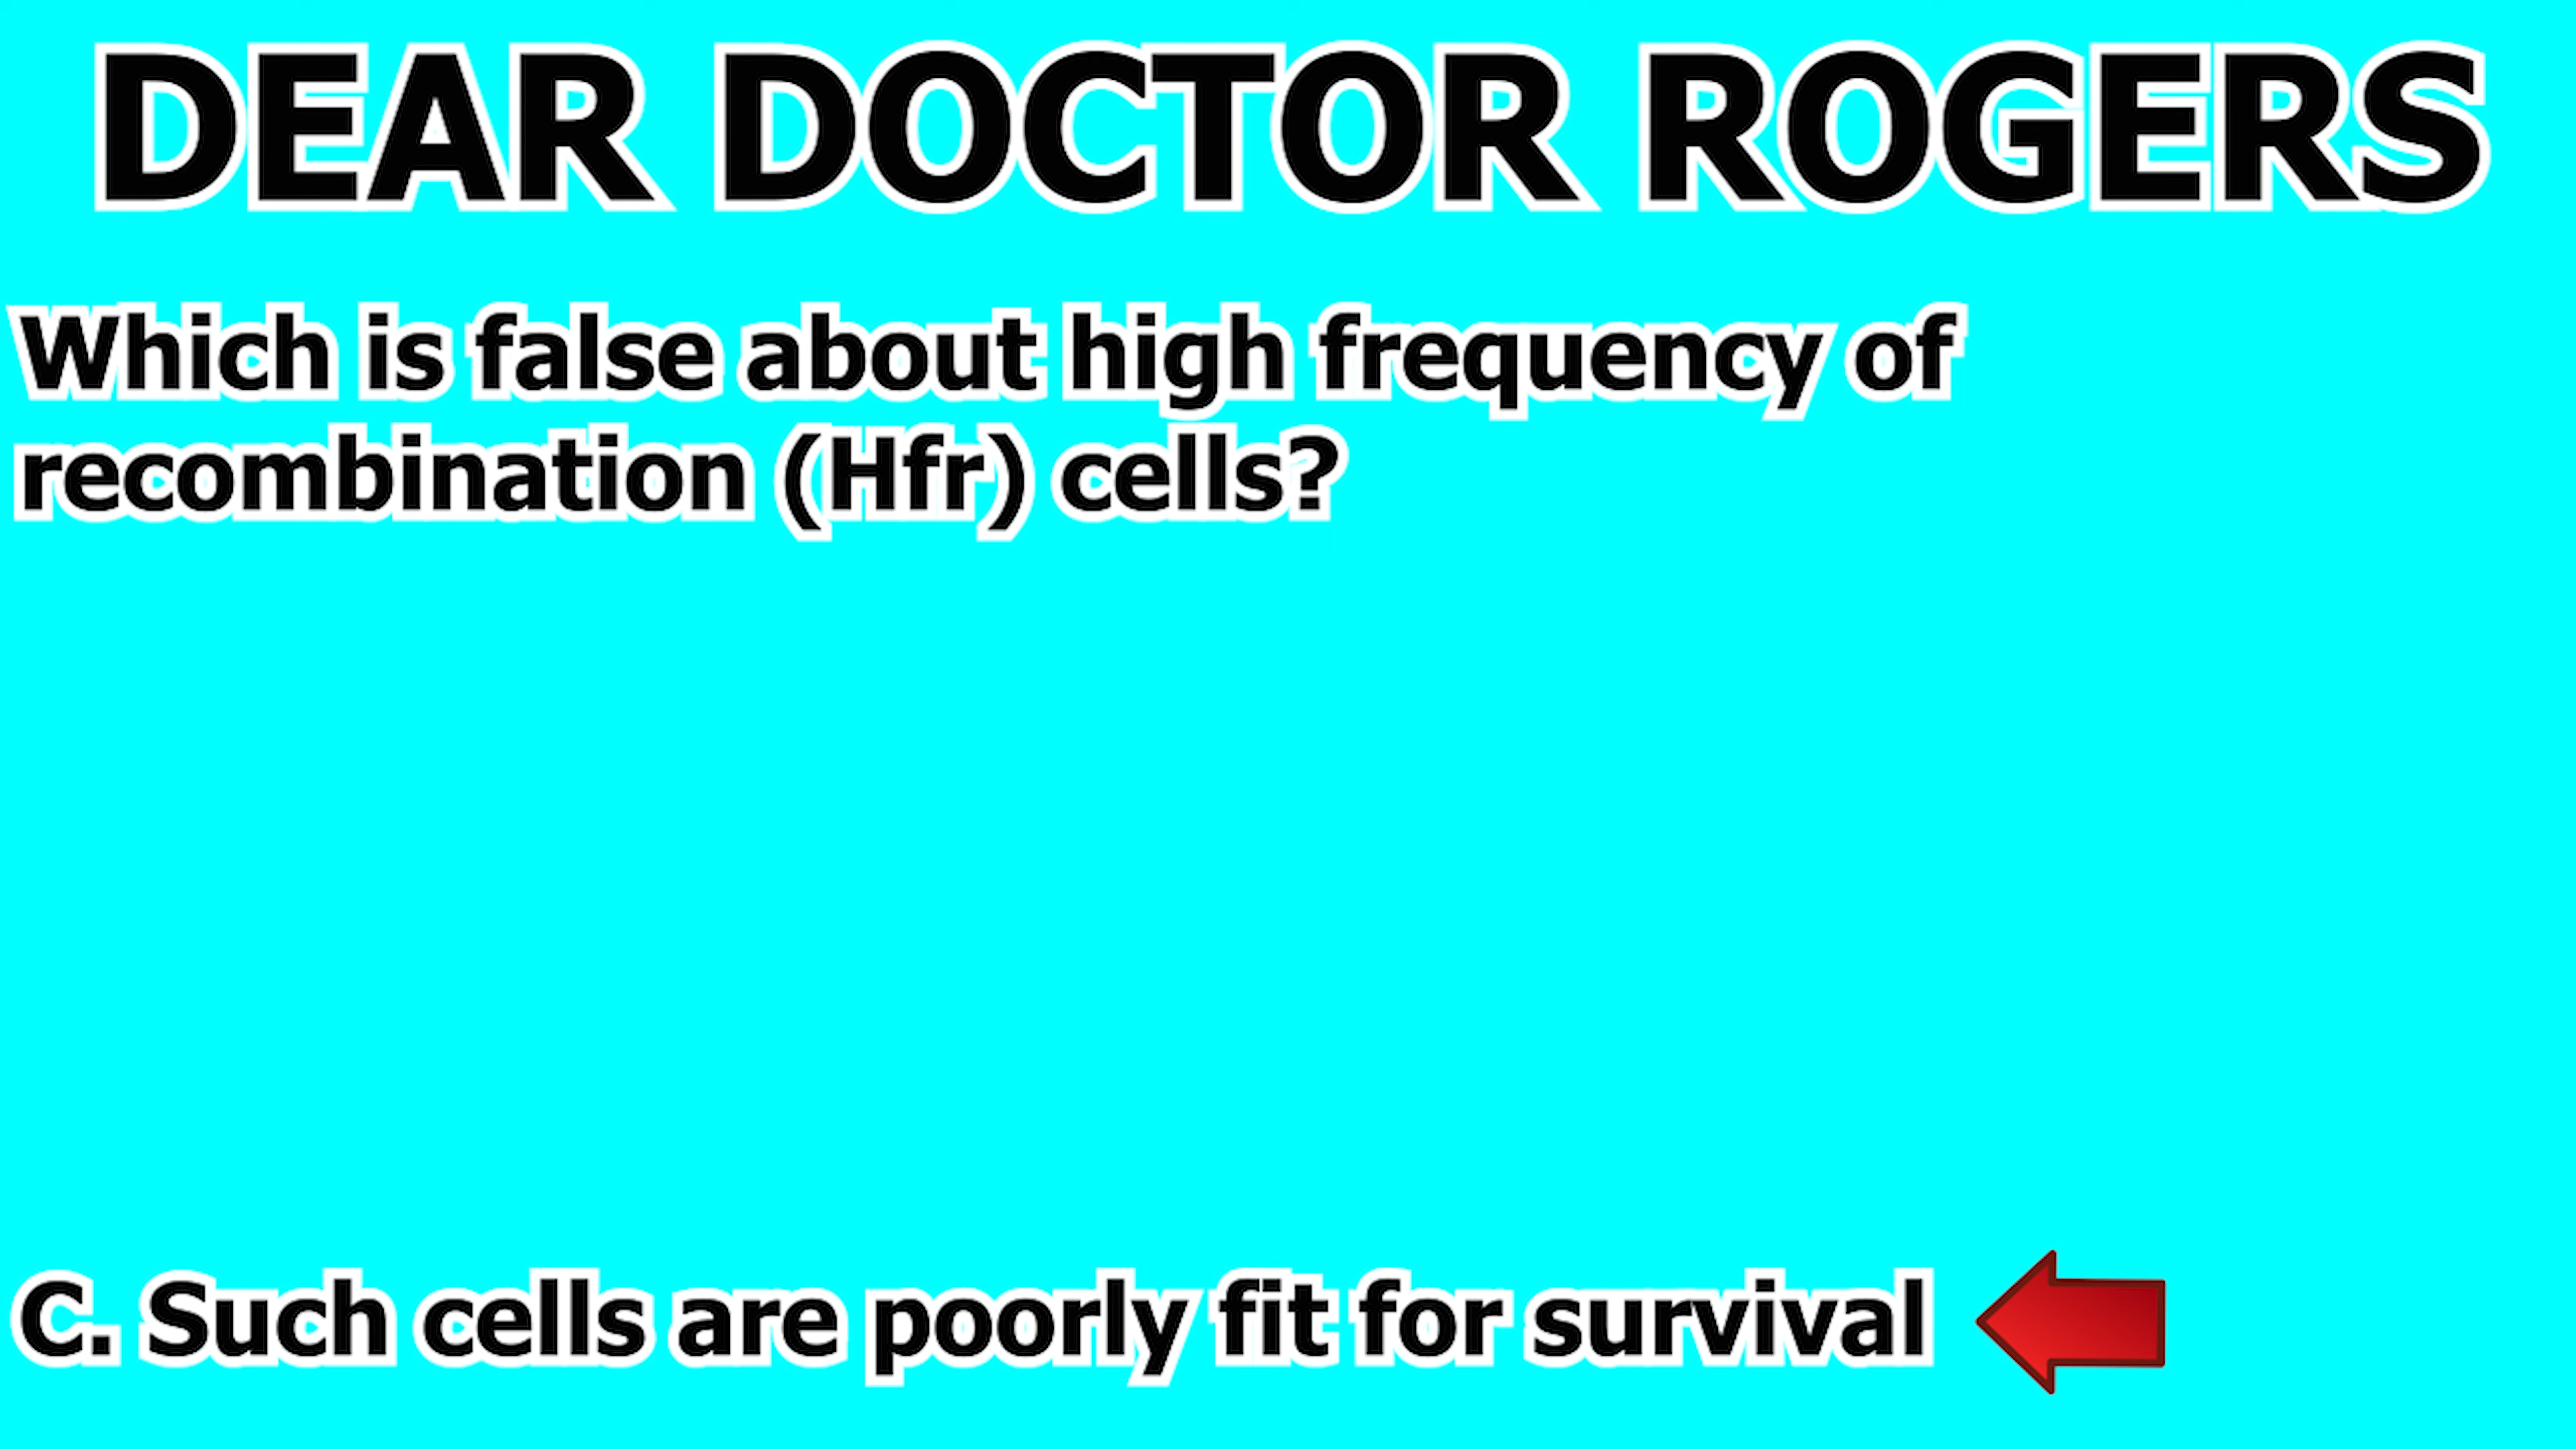 DEAR DOCTOR ROGERS
Which is false about high frequency of
recombination (Hfr) cells?
C. Such cells are poorly fit for survival